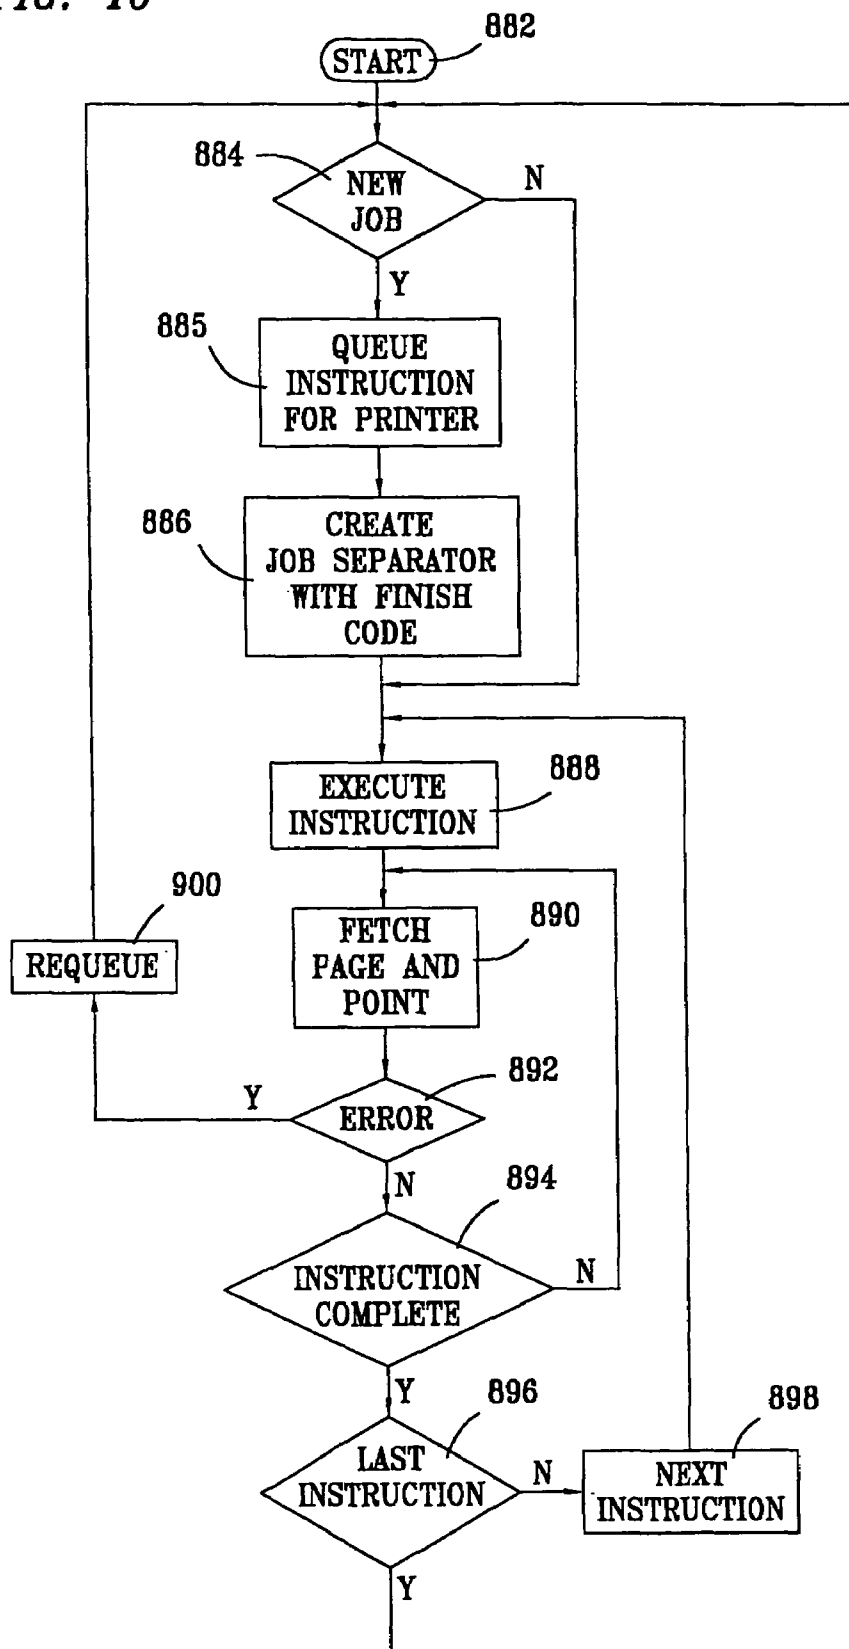 882
START
884
NEW
JOB
N
Y
885
QUEUE
INSTRUCTION
FOR PRINTER
886
CREATE
JOB SEPARATOR
WITH FINISH
CODE
EXECUTE
INSTRUCTION
888
900
REQUEUE
FETCH
PAGE AND
POINT
890
892
Y
ERROR
N
894
INSTRUCTION
COMPLETE
N
Y
896
898
LAST
INSTRUCTION
N
NEXT
INSTRUCTION
Y